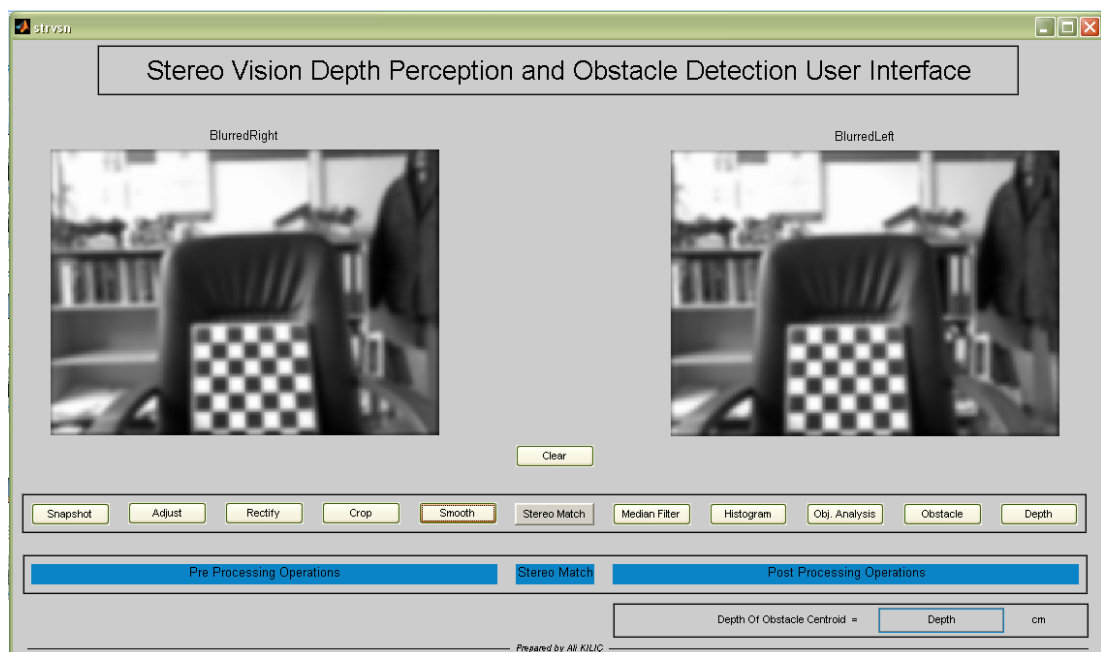 strvsn
Stereo Vision Depth Perception and Obstacle Detection User Interface
BlurredRight
BlurredLeft
Clear
Snapshot Adjust Rectify Crop Smooth Stereo Match Median Filter Histogram Obj. Analysis Obstacle Depth
Pre Processing Operations Stereo Match Post Processing Operations
Depth Of Obstacle Centroid = Depth cm
Prepared by Ali KILIÇ